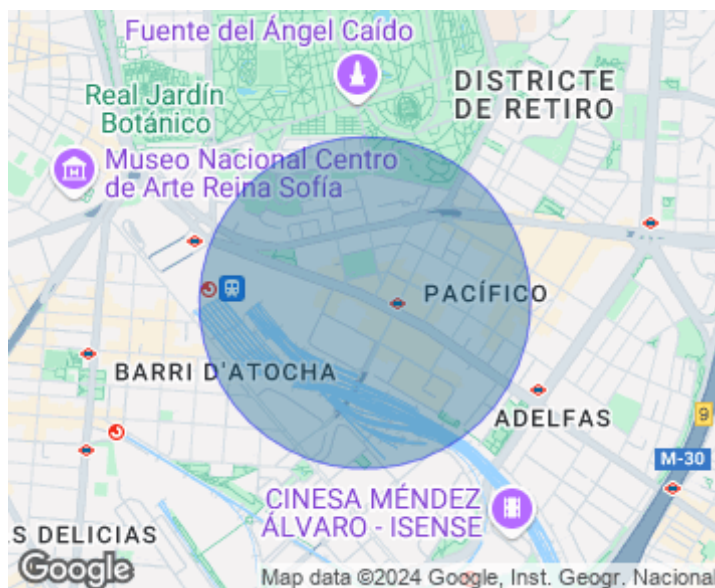 Fuente del Ángel Caído
DISTRICTE
DE RETIRO
Real Jardín
Botánico
Museo Nacional Centro
de Arte Reina Sofía
PACÍFICO
BARRI D'ATOCHA
ADELFAS
9
M-30
CINESA MÉNDEZ
ÁLVARO - ISENSE
S DELICIAS
Google
Map data ©2024 Google, Inst. Geogr. Nacional